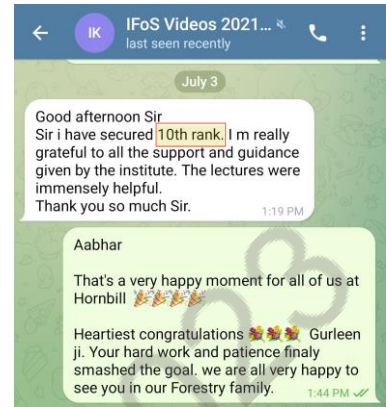 IK
IFoS Videos 2021...
last seen recently
July 3
Good afternoon Sir
Sir i have secured 10th rank. I m really
grateful to all the support and guidance
given by the institute. The lectures were
immensely helpful.
Thank you so much Sir.
1:19 PM
Aabhar
That's a very happy moment for all of us at
Hornbill 🎉🎉🎉🎉
Heartiest congratulations 💐💐💐 Gurleen
ji. Your hard work and patience finaly
smashed the goal. we are all very happy to
see you in our Forestry family.
1:44 PM